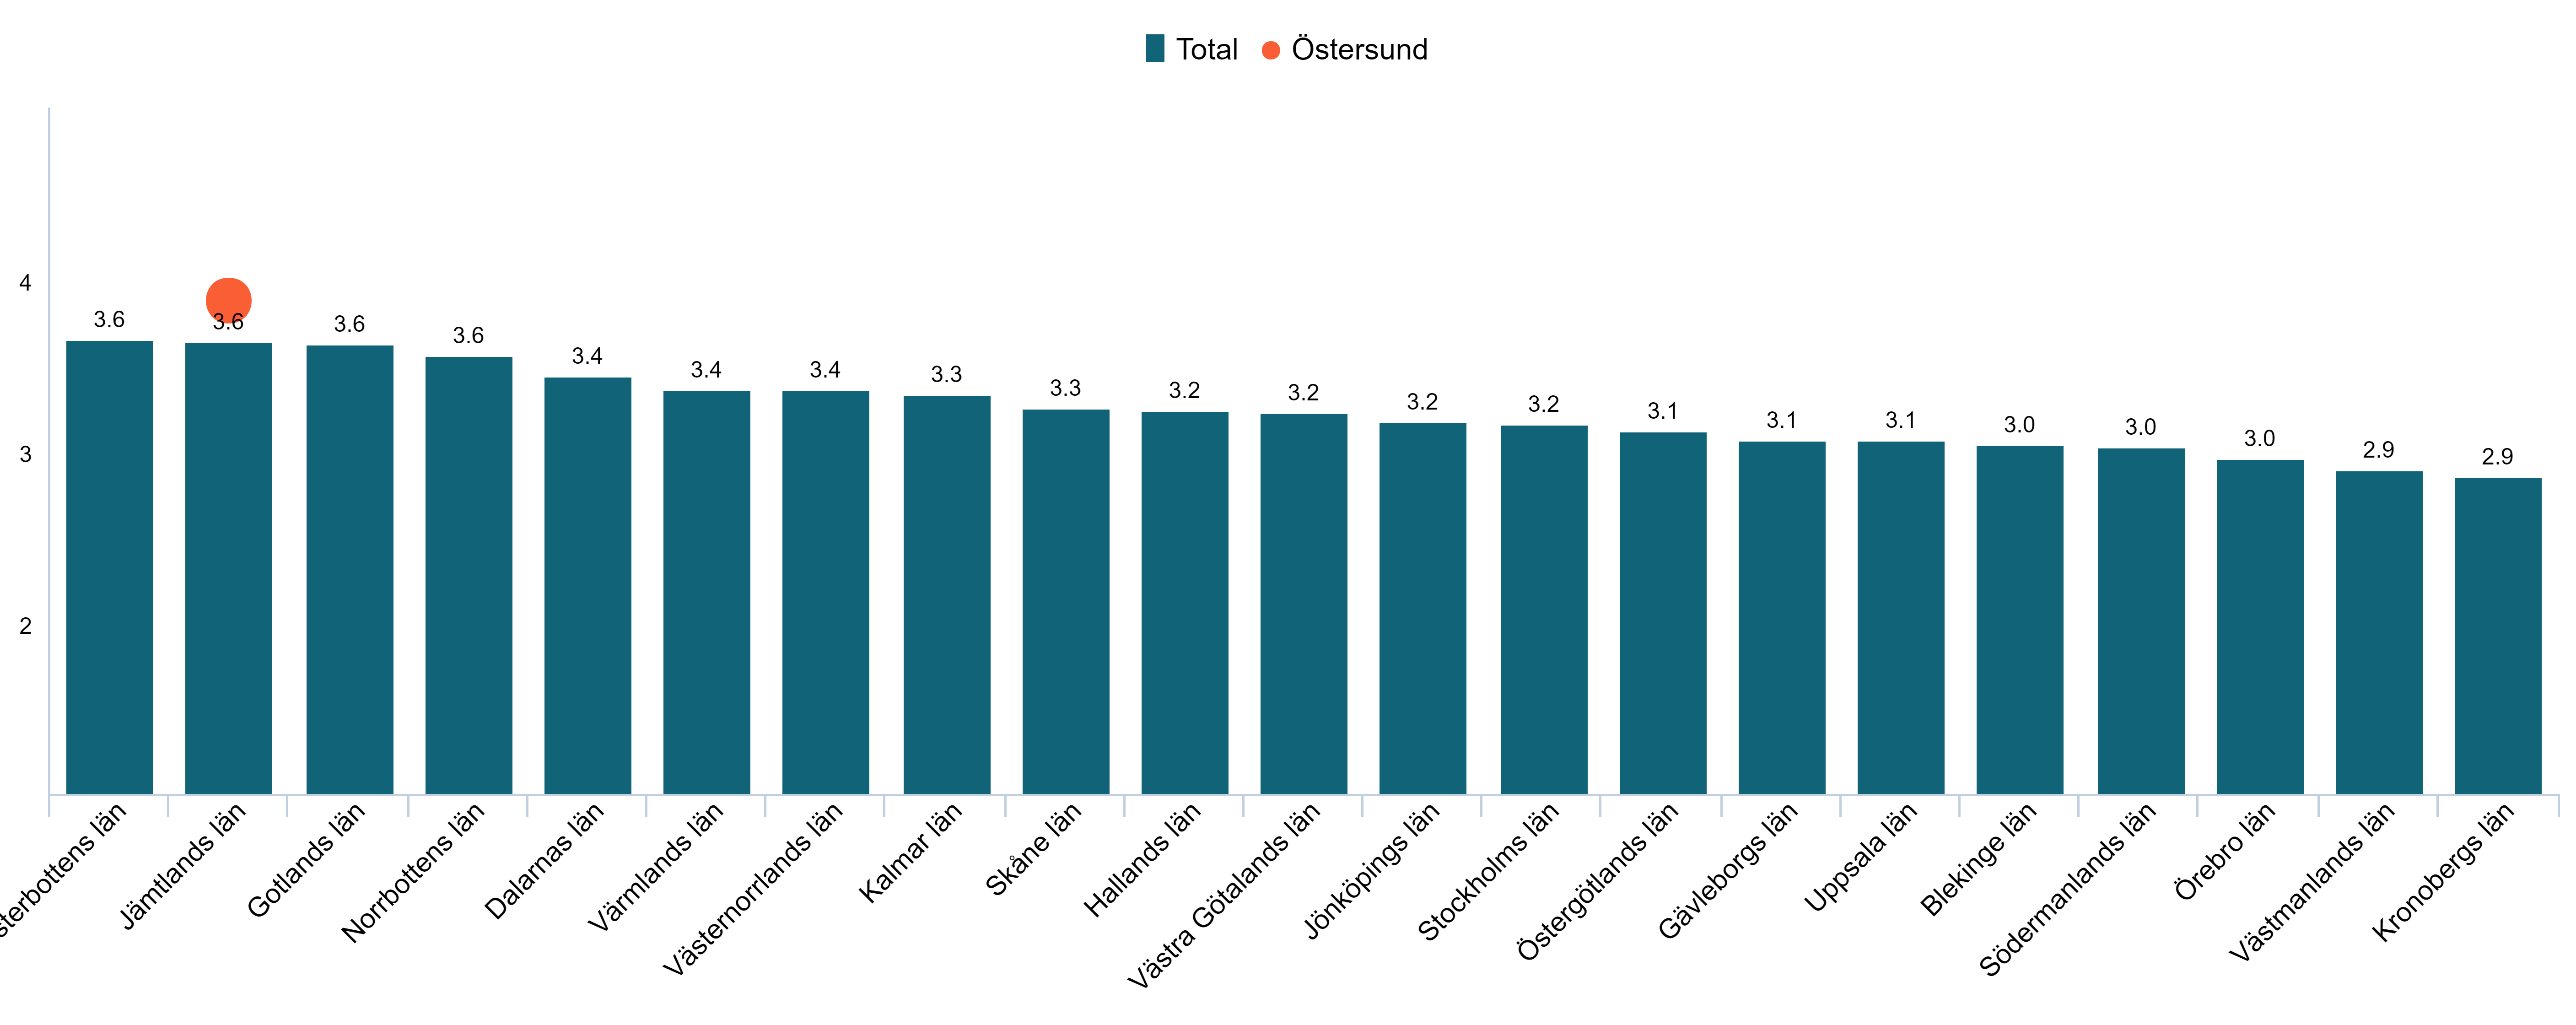 Total Östersund
4
3
2
3.6 3.6 3.6 3.6 3.4 3.4 3.4 3.3 3.3 3.2 3.2 3.2 3.2 3.1 3.1 3.1 3.0 3.0 3.0 2.9 2.9
sterbottens län
Jämtlands län
Gotlands län
Norrbottens län
Dalarnas län
Värmlands län
Västernorrlands län
Kalmar län
Skåne län
Hallands län
Västra Götalands län
Jönköpings län
Stockholms län
Östergötlands län
Gävleborgs län
Uppsala län
Blekinge län
Södermanlands län
Örebro län
Västmanlands län
Kronobergs län